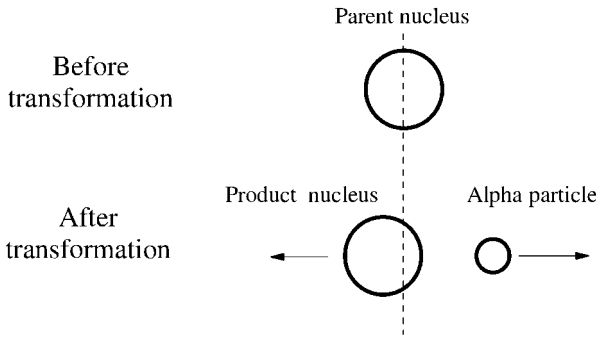 Parent nucleus
Before
transformation
Product nucleus
Alpha particle
After
transformation